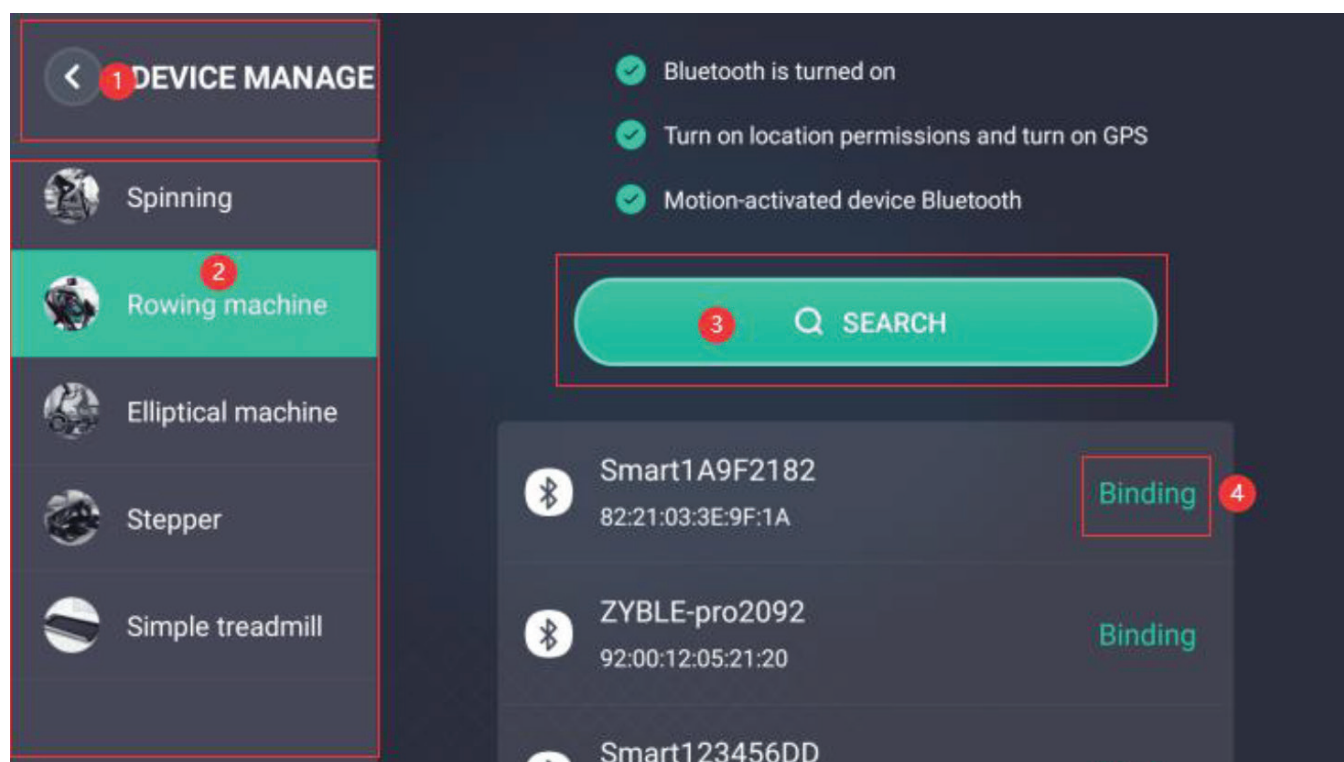 1 DEVICE MANAGE
Spinning
2
Rowing machine
Elliptical machine
Stepper
Simple treadmill
Bluetooth is turned on
Turn on location permissions and turn on GPS
Motion-activated device Bluetooth
3 SEARCH
Smart1A9F2182
82:21:03:3E:9F:1A
Binding 4
ZYBLE-pro2092
92:00:12:05:21:20
Binding
Smart123456DD